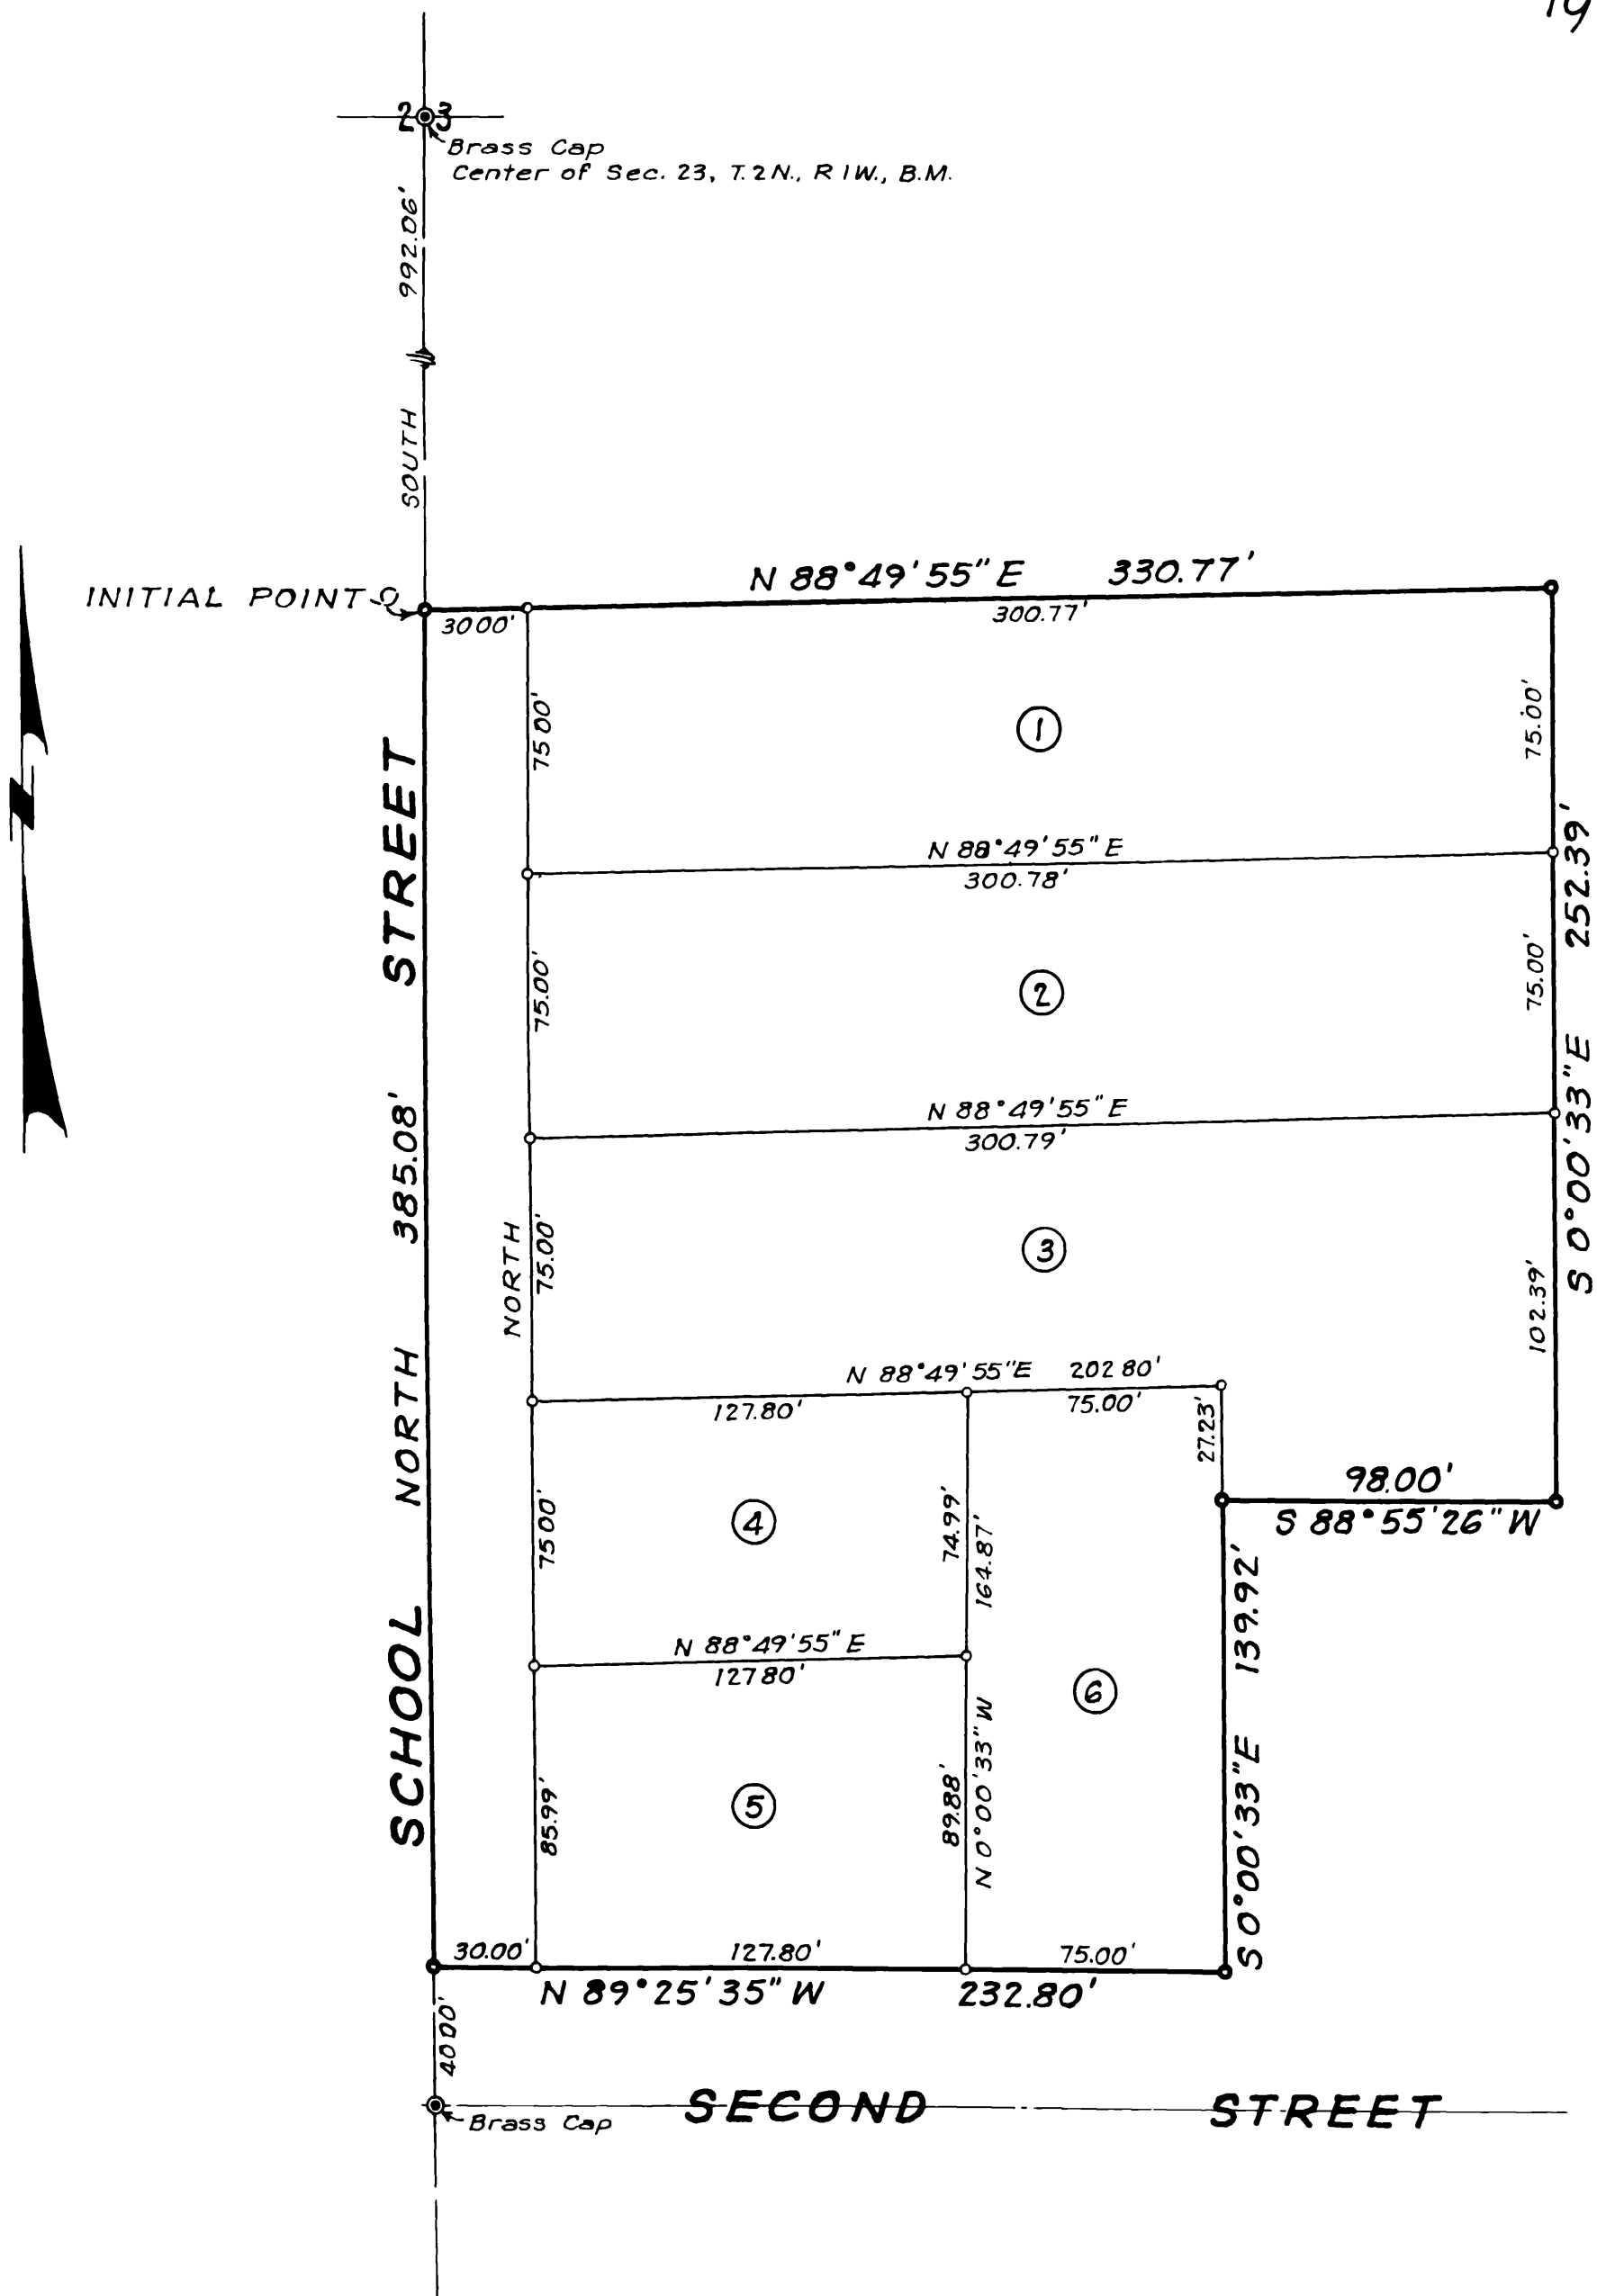 19
2 3
Brass Cap
Center of Sec. 23, T. 2 N., R 1 W., B.M.
992.06'
SOUTH
INITIAL POINT
N 88°49'55" E 330.77'
30 00'
300.77'
75 00'
1
75.00'
N 88°49'55" E
300.78'
STREET
252.39'
75.00'
2
75.00'
N 88°49'55" E
300.79'
S 0°00'33" E
385.08'
NORTH
75.00'
3
102.39'
N
NORTH
N 88°49'55" E 202 80'
127.80'
75.00'
27.23'
98.00'
S 88°55'26" W
75 00'
4
74.99'
164.87'
139.92'
SCHOOL
N 88°49'55" E
127 80'
6
85.99'
5
89.88'
N 0°00'33" W
S 0°00'33" E
30.00'
127.80'
75.00'
N 89°25'35" W 232.80'
40 00'
SECOND STREET
Brass Cap